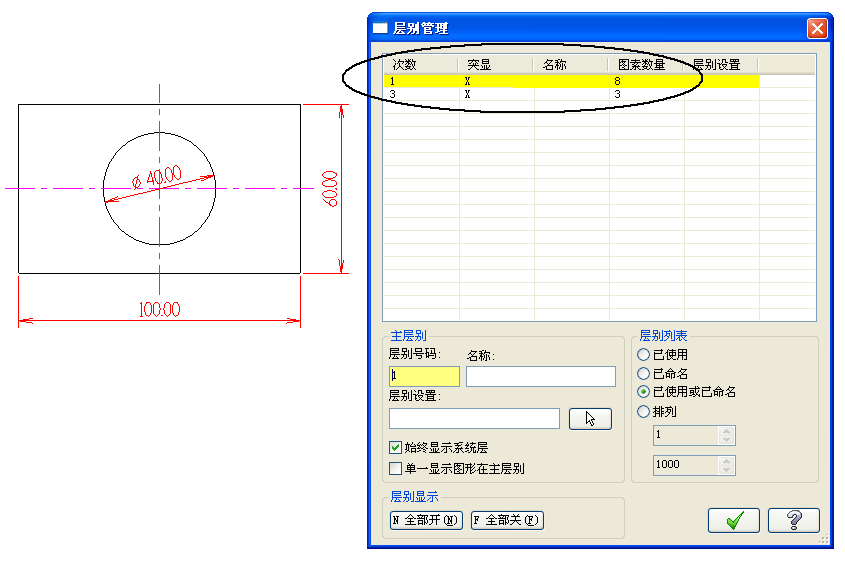 层别管理
次数 突显 名称 图素数量 层别设置
1 X 8
3 X 3
ø 40.00
60.00
100.00
主层别
层别号码: 名称:
1
层别设置:
始终显示系统层
单一显示图形在主层别
层别列表
已使用
已命名
已使用或已命名
排列
1
1000
层别显示
N 全部开(N) F 全部关(F)